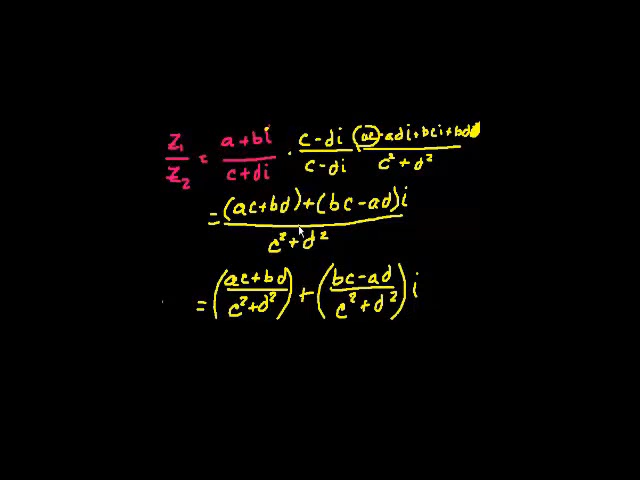 z₁/z₂ = (a+bi)/(c+di) · (c-di)/(c-di) (ac-adi+bci+bd)/(c²+d²)
= ((ac+bd)+(bc-ad)i)/(c²+d²)
= ((ac+bd)/(c²+d²)) + ((bc-ad)/(c²+d²)) i